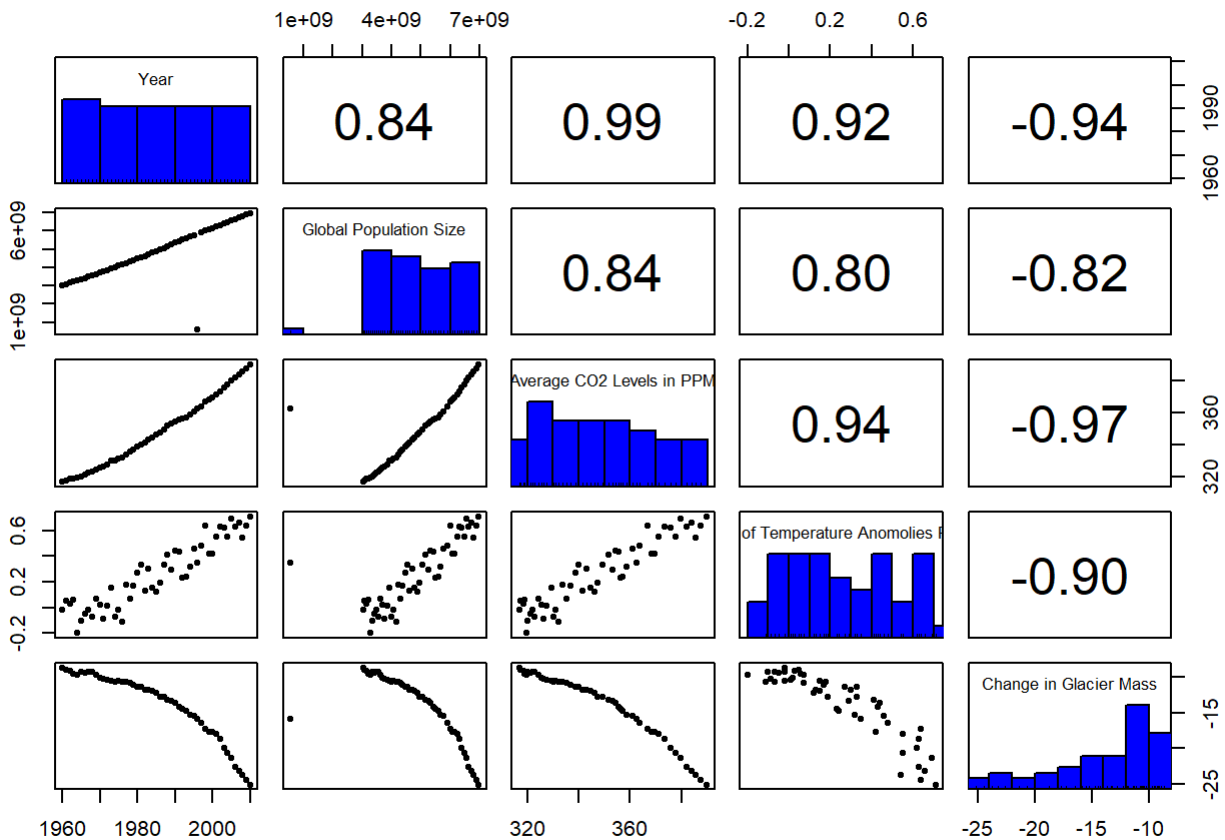 1e+09 4e+09 7e+09 -0.2 0.2 0.6
Year 0.84 0.99 0.92 -0.94 1960 1990
1e+09 6e+09 Global Population Size 0.84 0.80 -0.82
Average CO2 Levels in PPM 0.94 -0.97 320 360
-0.2 0.2 0.6 of Temperature Anomolies -0.90
Change in Glacier Mass -25 -15
1960 1980 2000 320 360 -25 -20 -15 -10